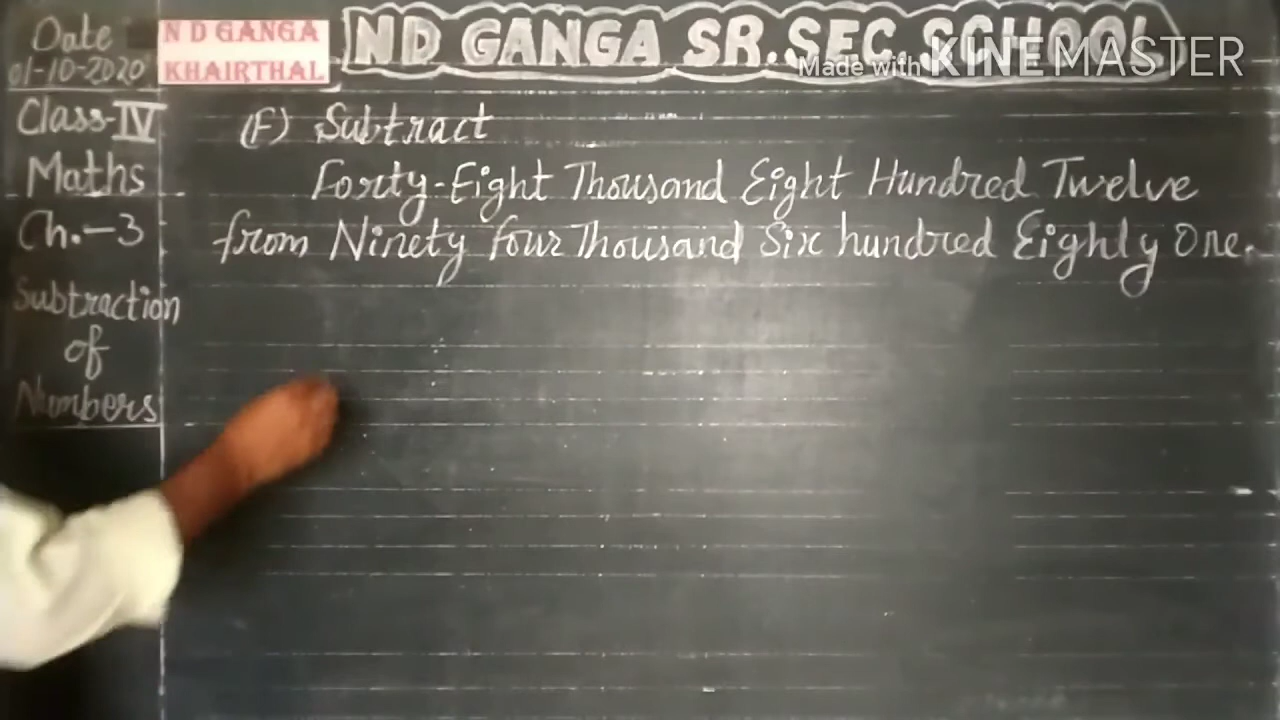 Date
01-10-2020
N D GANGA
KHAIRTHAL
ND GANGA SR.SEC.SCHOOL
Made with KINEMASTER
Class-IV
Maths
Ch.-3
Subtraction
of
Numbers
(F) Subtract
Forty-Eight Thousand Eight Hundred Twelve
from Ninety four Thousand Six hundred Eighty One.